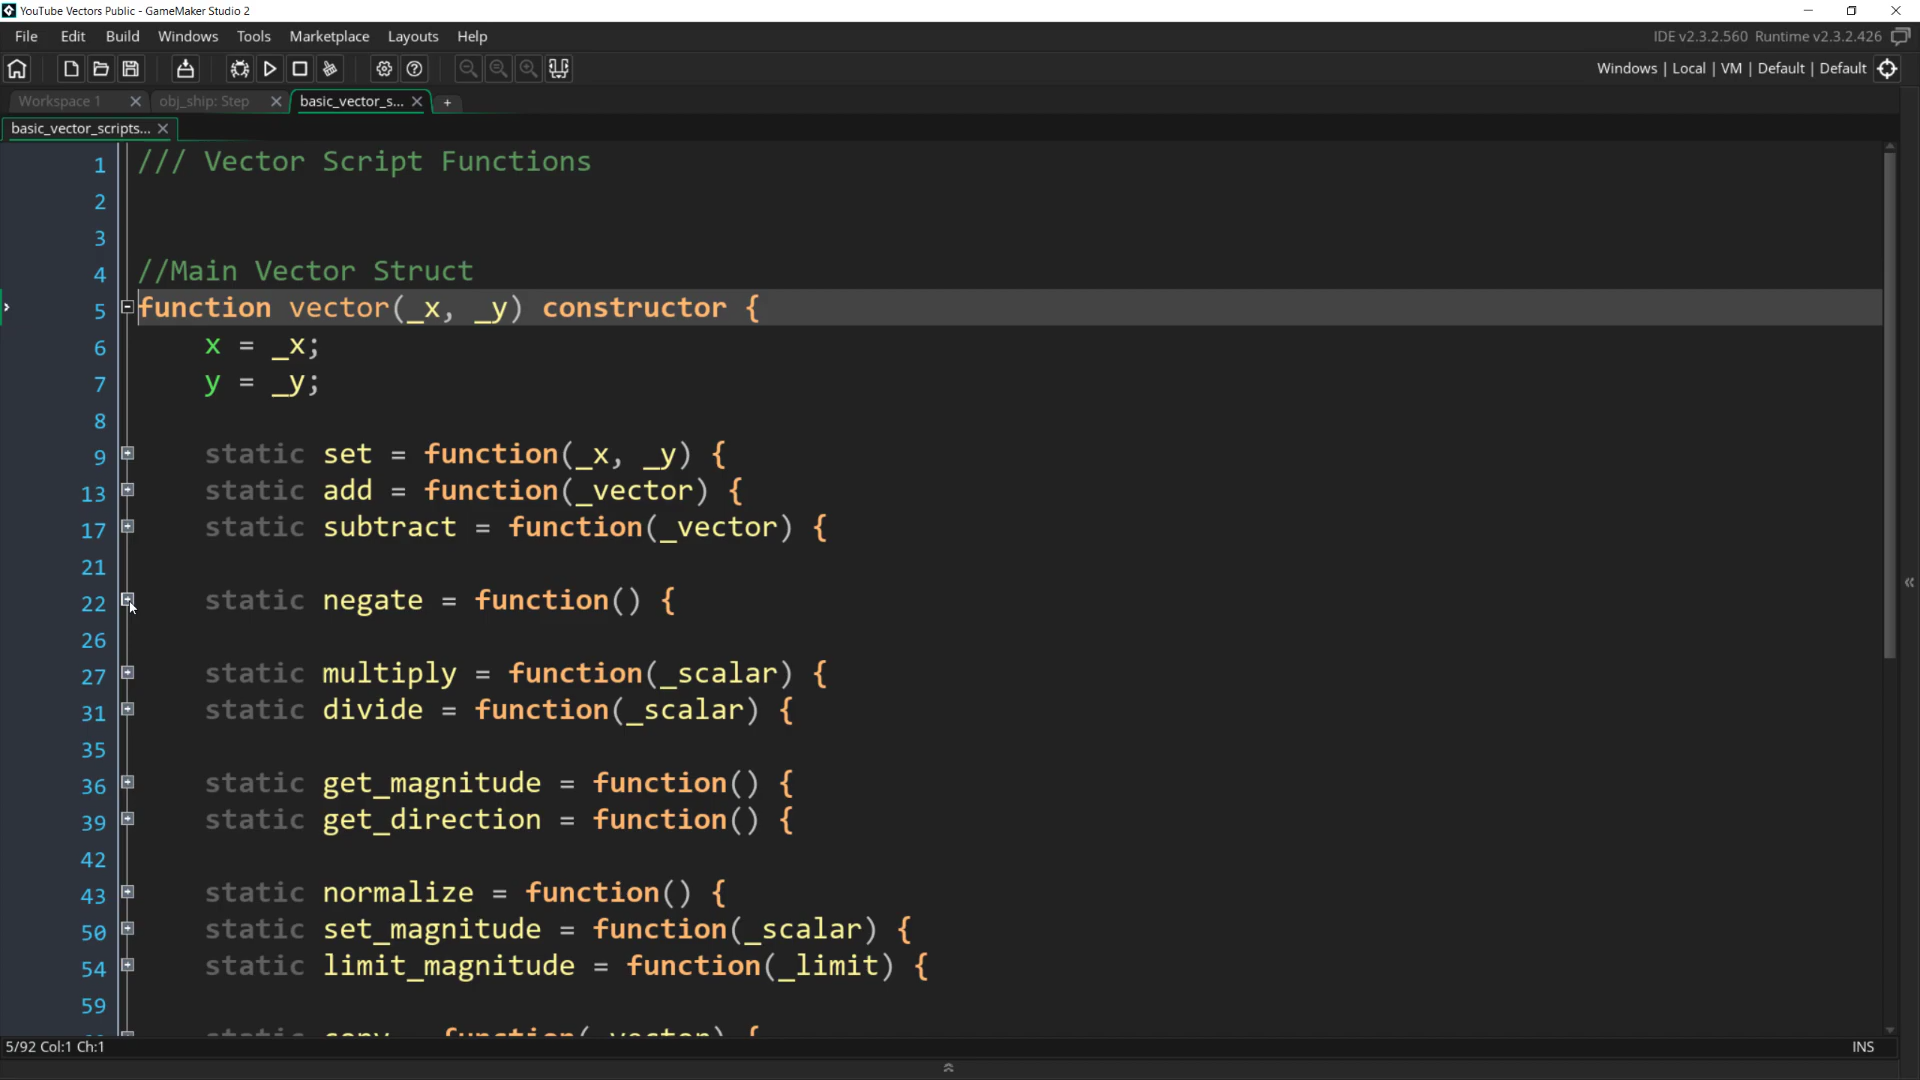 YouTube Vectors Public - GameMaker Studio 2
File Edit Build Windows Tools Marketplace Layouts Help
IDE v2.3.2.560 Runtime v2.3.2.426
Windows | Local | VM | Default | Default
Workspace 1
obj_ship: Step
basic_vector_s...
basic_vector_scripts...
1 /// Vector Script Functions
2
3
4 //Main Vector Struct
5 function vector(_x, _y) constructor {
6 x = _x;
7 y = _y;
8
9 static set = function(_x, _y) {
13 static add = function(_vector) {
17 static subtract = function(_vector) {
21
22 static negate = function() {
26
27 static multiply = function(_scalar) {
31 static divide = function(_scalar) {
35
36 static get_magnitude = function() {
39 static get_direction = function() {
42
43 static normalize = function() {
50 static set_magnitude = function(_scalar) {
54 static limit_magnitude = function(_limit) {
59
static copy = function(_vector) {
5/92 Col:1 Ch:1
INS